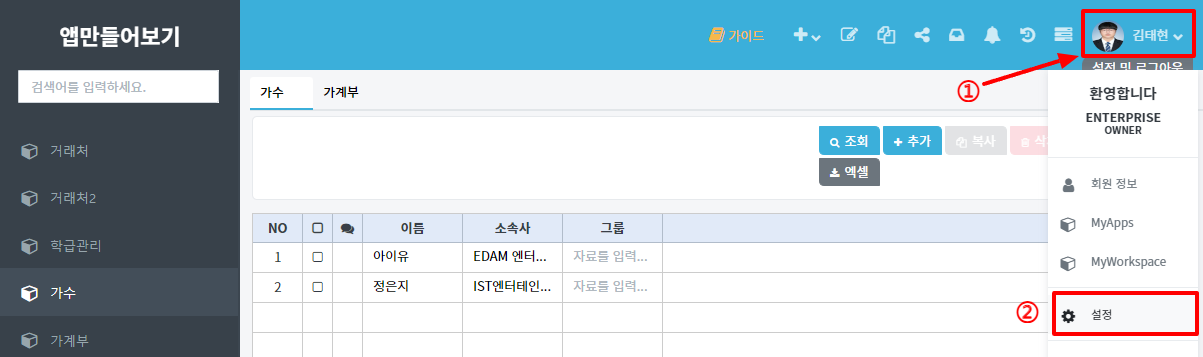 앱만들어보기
검색어를 입력하세요.
거래처
거래처2
학급관리
가수
가계부
가이드
김태현
설정 및 로그아웃
①
가수 가계부
조회 추가 복사
엑셀
NO 이름 소속사 그룹
1 아이유 EDAM 엔터... 자료를 입력...
2 정은지 IST엔터테인... 자료를 입력...
환영합니다
ENTERPRISE
OWNER
회원 정보
MyApps
MyWorkspace
② 설정